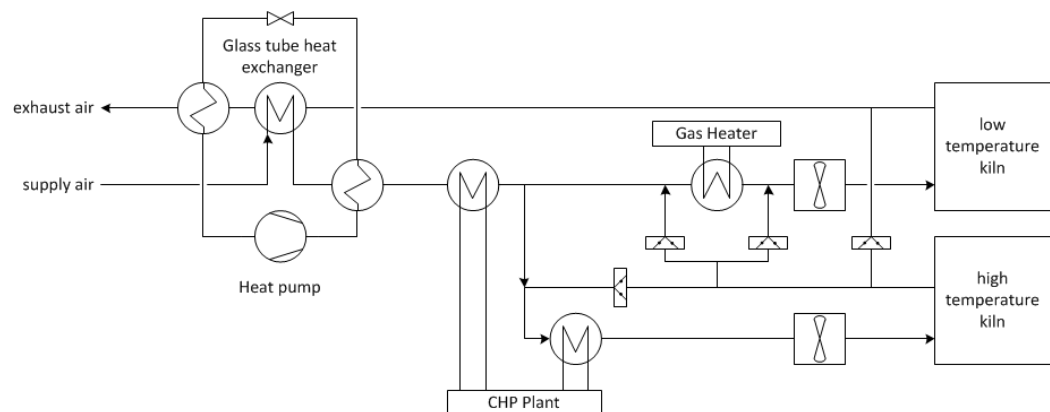 Glass tube heat
exchanger
exhaust air
supply air
Heat pump
Gas Heater
low
temperature
kiln
high
temperature
kiln
CHP Plant